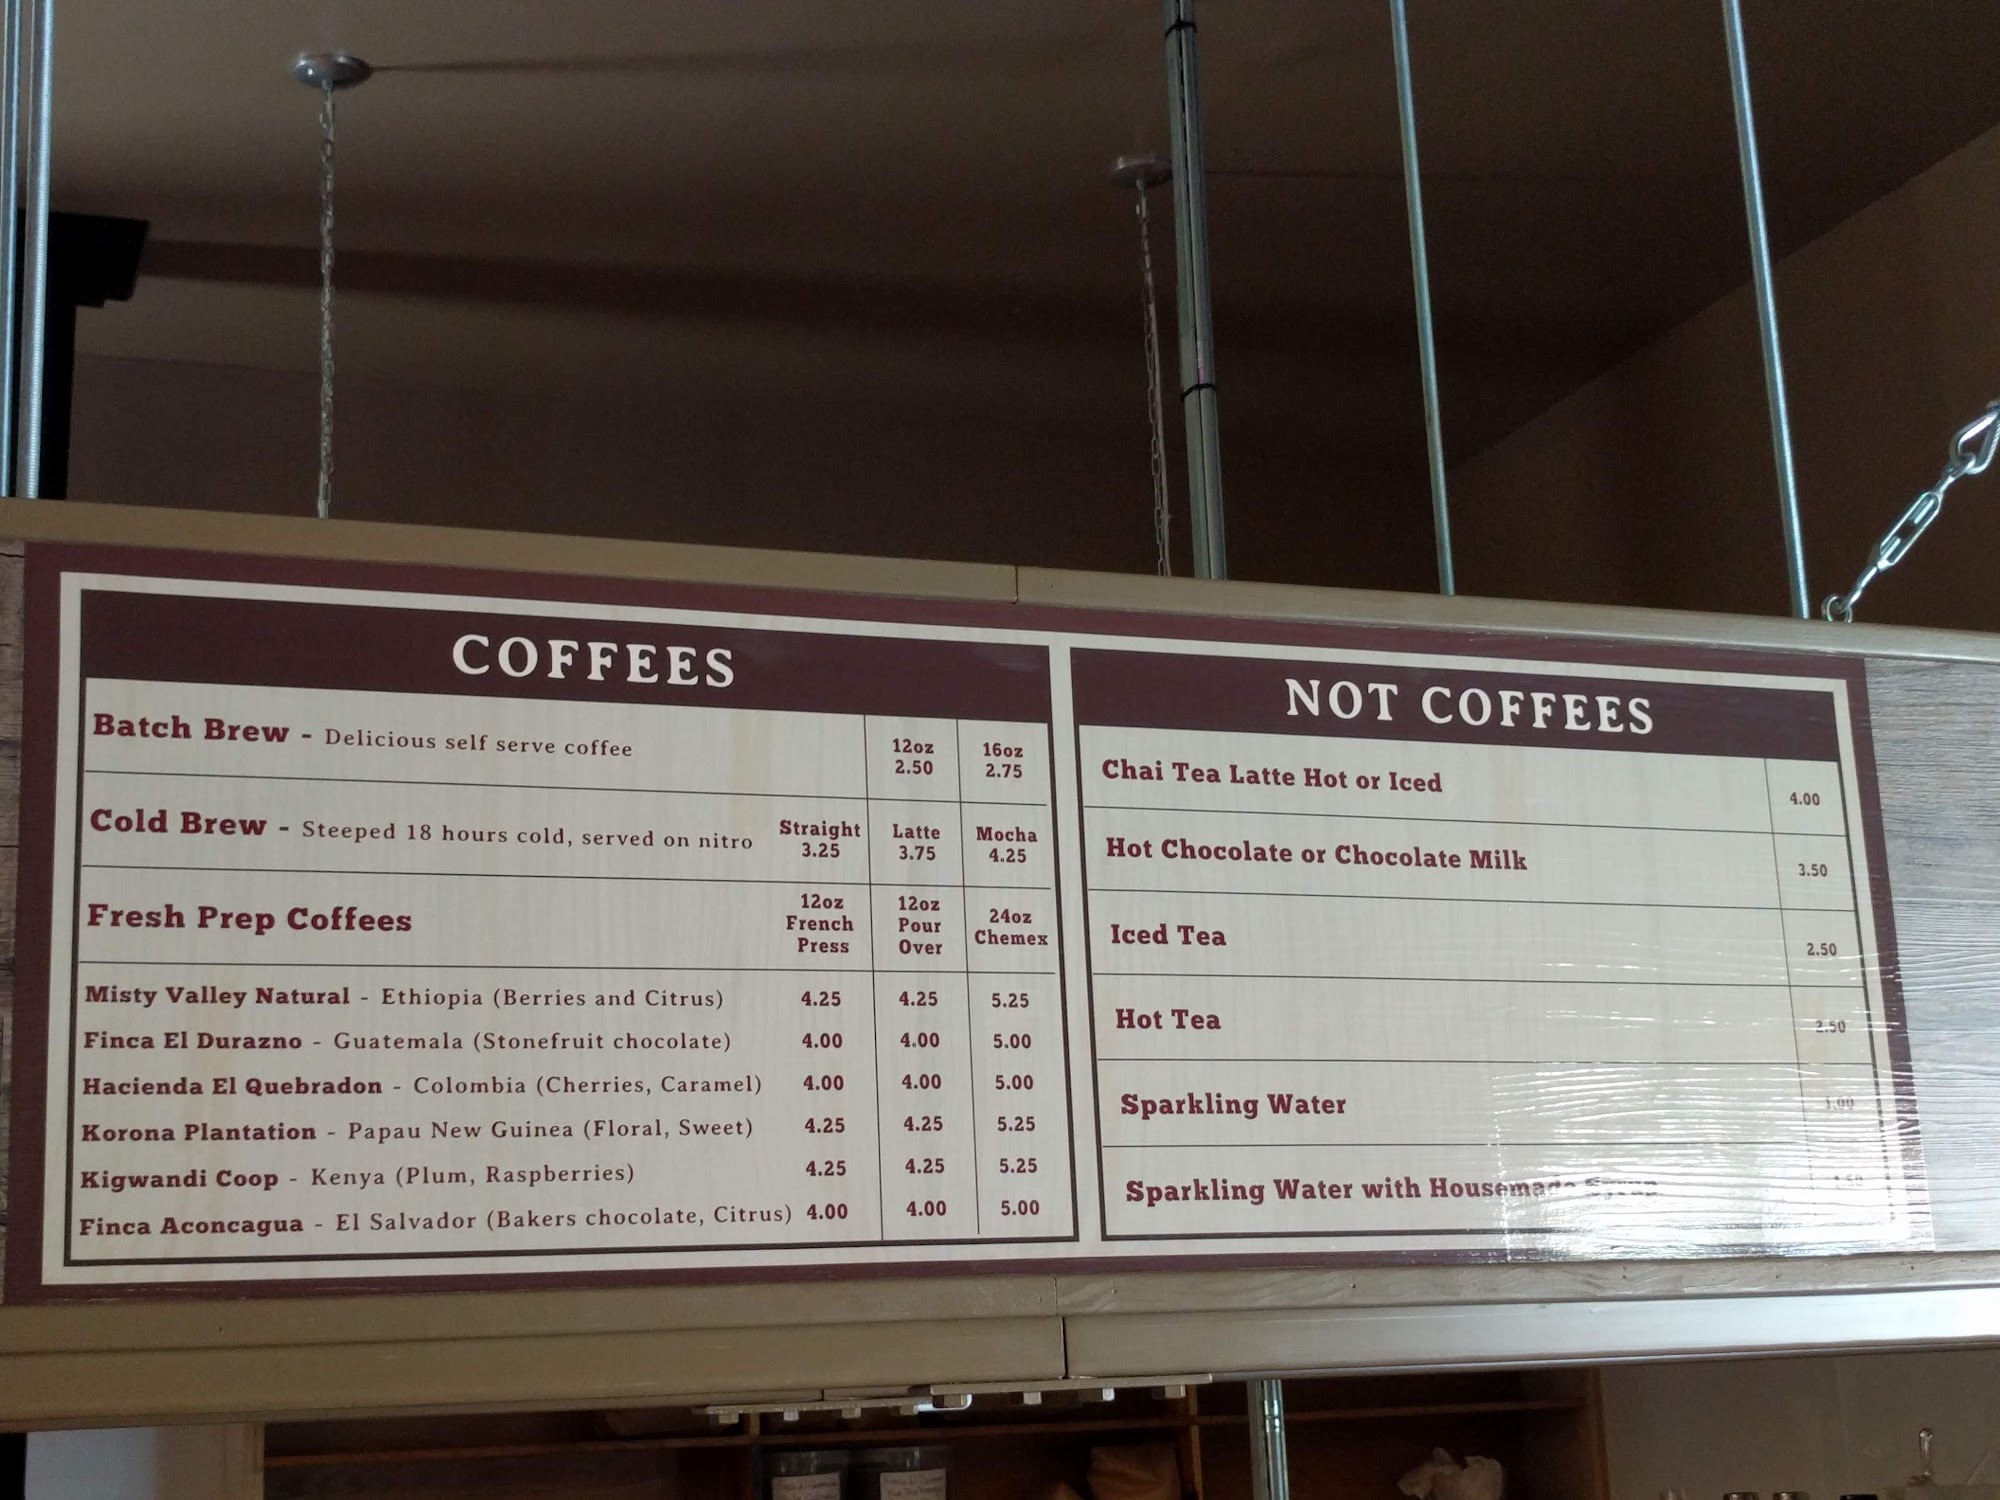 COFFEES
Batch Brew - Delicious self serve coffee
12oz 16oz
2.50 2.75
Cold Brew - Steeped 18 hours cold, served on nitro
Straight Latte Mocha
3.25 3.75 4.25
Fresh Prep Coffees
12oz French Press
12oz Pour Over
24oz Chemex
Misty Valley Natural - Ethiopia (Berries and Citrus) 4.25 4.25 5.25
Finca El Durazno - Guatemala (Stonefruit chocolate) 4.00 4.00 5.00
Hacienda El Quebradon - Colombia (Cherries, Caramel) 4.00 4.00 5.00
Korona Plantation - Papau New Guinea (Floral, Sweet) 4.25 4.25 5.25
Kigwandi Coop - Kenya (Plum, Raspberries) 4.25 4.25 5.25
Finca Aconcagua - El Salvador (Bakers chocolate, Citrus) 4.00 4.00 5.00
NOT COFFEES
Chai Tea Latte Hot or Iced 4.00
Hot Chocolate or Chocolate Milk 3.50
Iced Tea 2.50
Hot Tea 2.50
Sparkling Water 1.00
Sparkling Water with Housemade